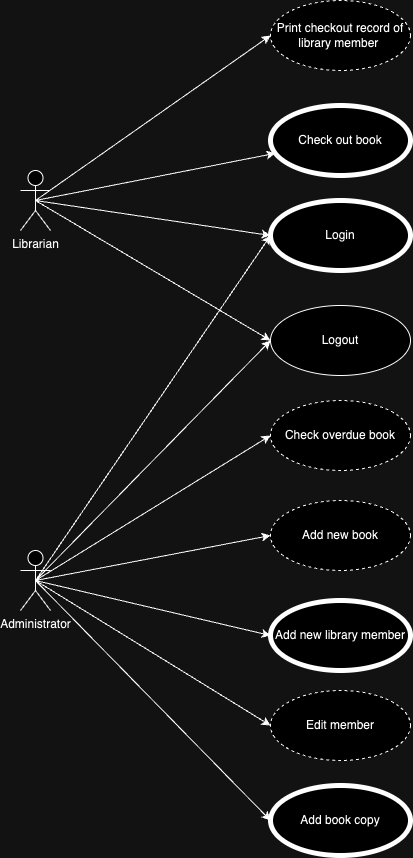 Print checkout record of
library member
Check out book
Login
Librarian
Logout
Check overdue book
Add new book
Administrator
Add new library member
Edit member
Add book copy